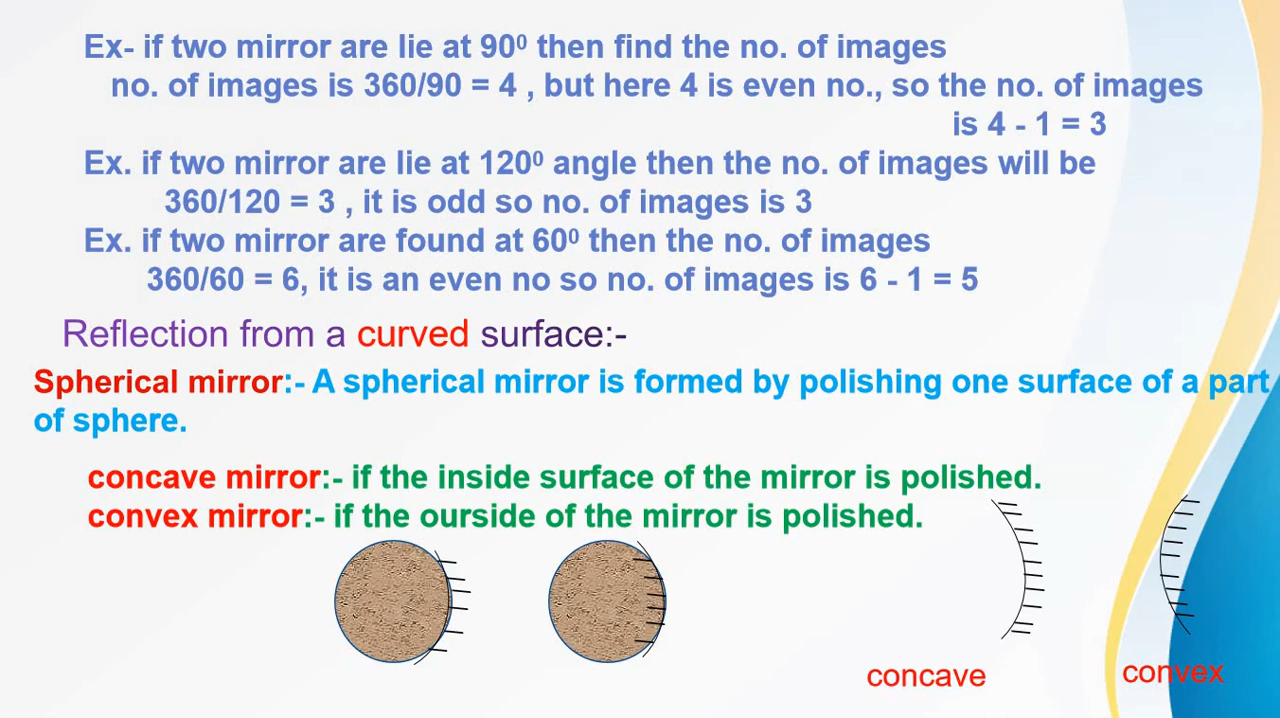 Ex- if two mirror are lie at 90⁰ then find the no. of images
no. of images is 360/90 = 4 , but here 4 is even no., so the no. of images
is 4 - 1 = 3
Ex. if two mirror are lie at 120⁰ angle then the no. of images will be
360/120 = 3 , it is odd so no. of images is 3
Ex. if two mirror are found at 60⁰ then the no. of images
360/60 = 6, it is an even no so no. of images is 6 - 1 = 5
Reflection from a curved surface:-
Spherical mirror:- A spherical mirror is formed by polishing one surface of a part
of sphere.
concave mirror:- if the inside surface of the mirror is polished.
convex mirror:- if the ourside of the mirror is polished.
concave
convex